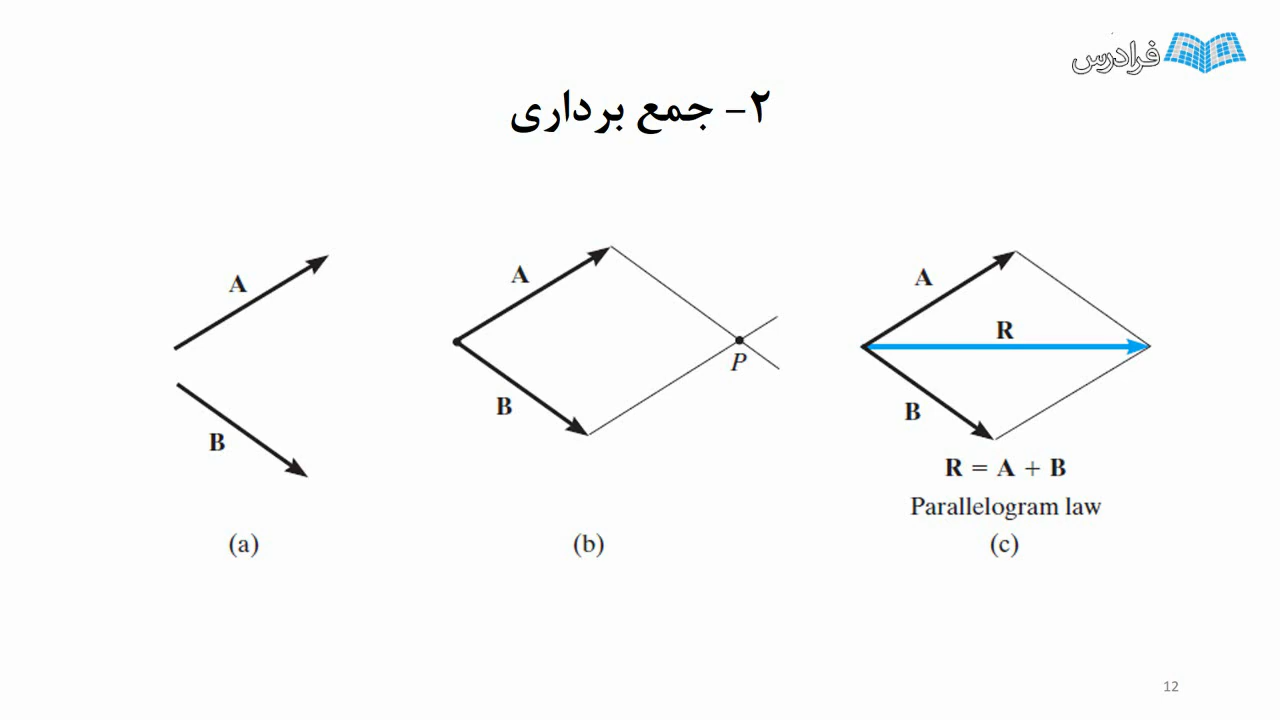 فرادرس
۲- جمع برداری
A
B
(a)
A
B
P
(b)
A
R
B
R = A + B
Parallelogram law
(c)
12